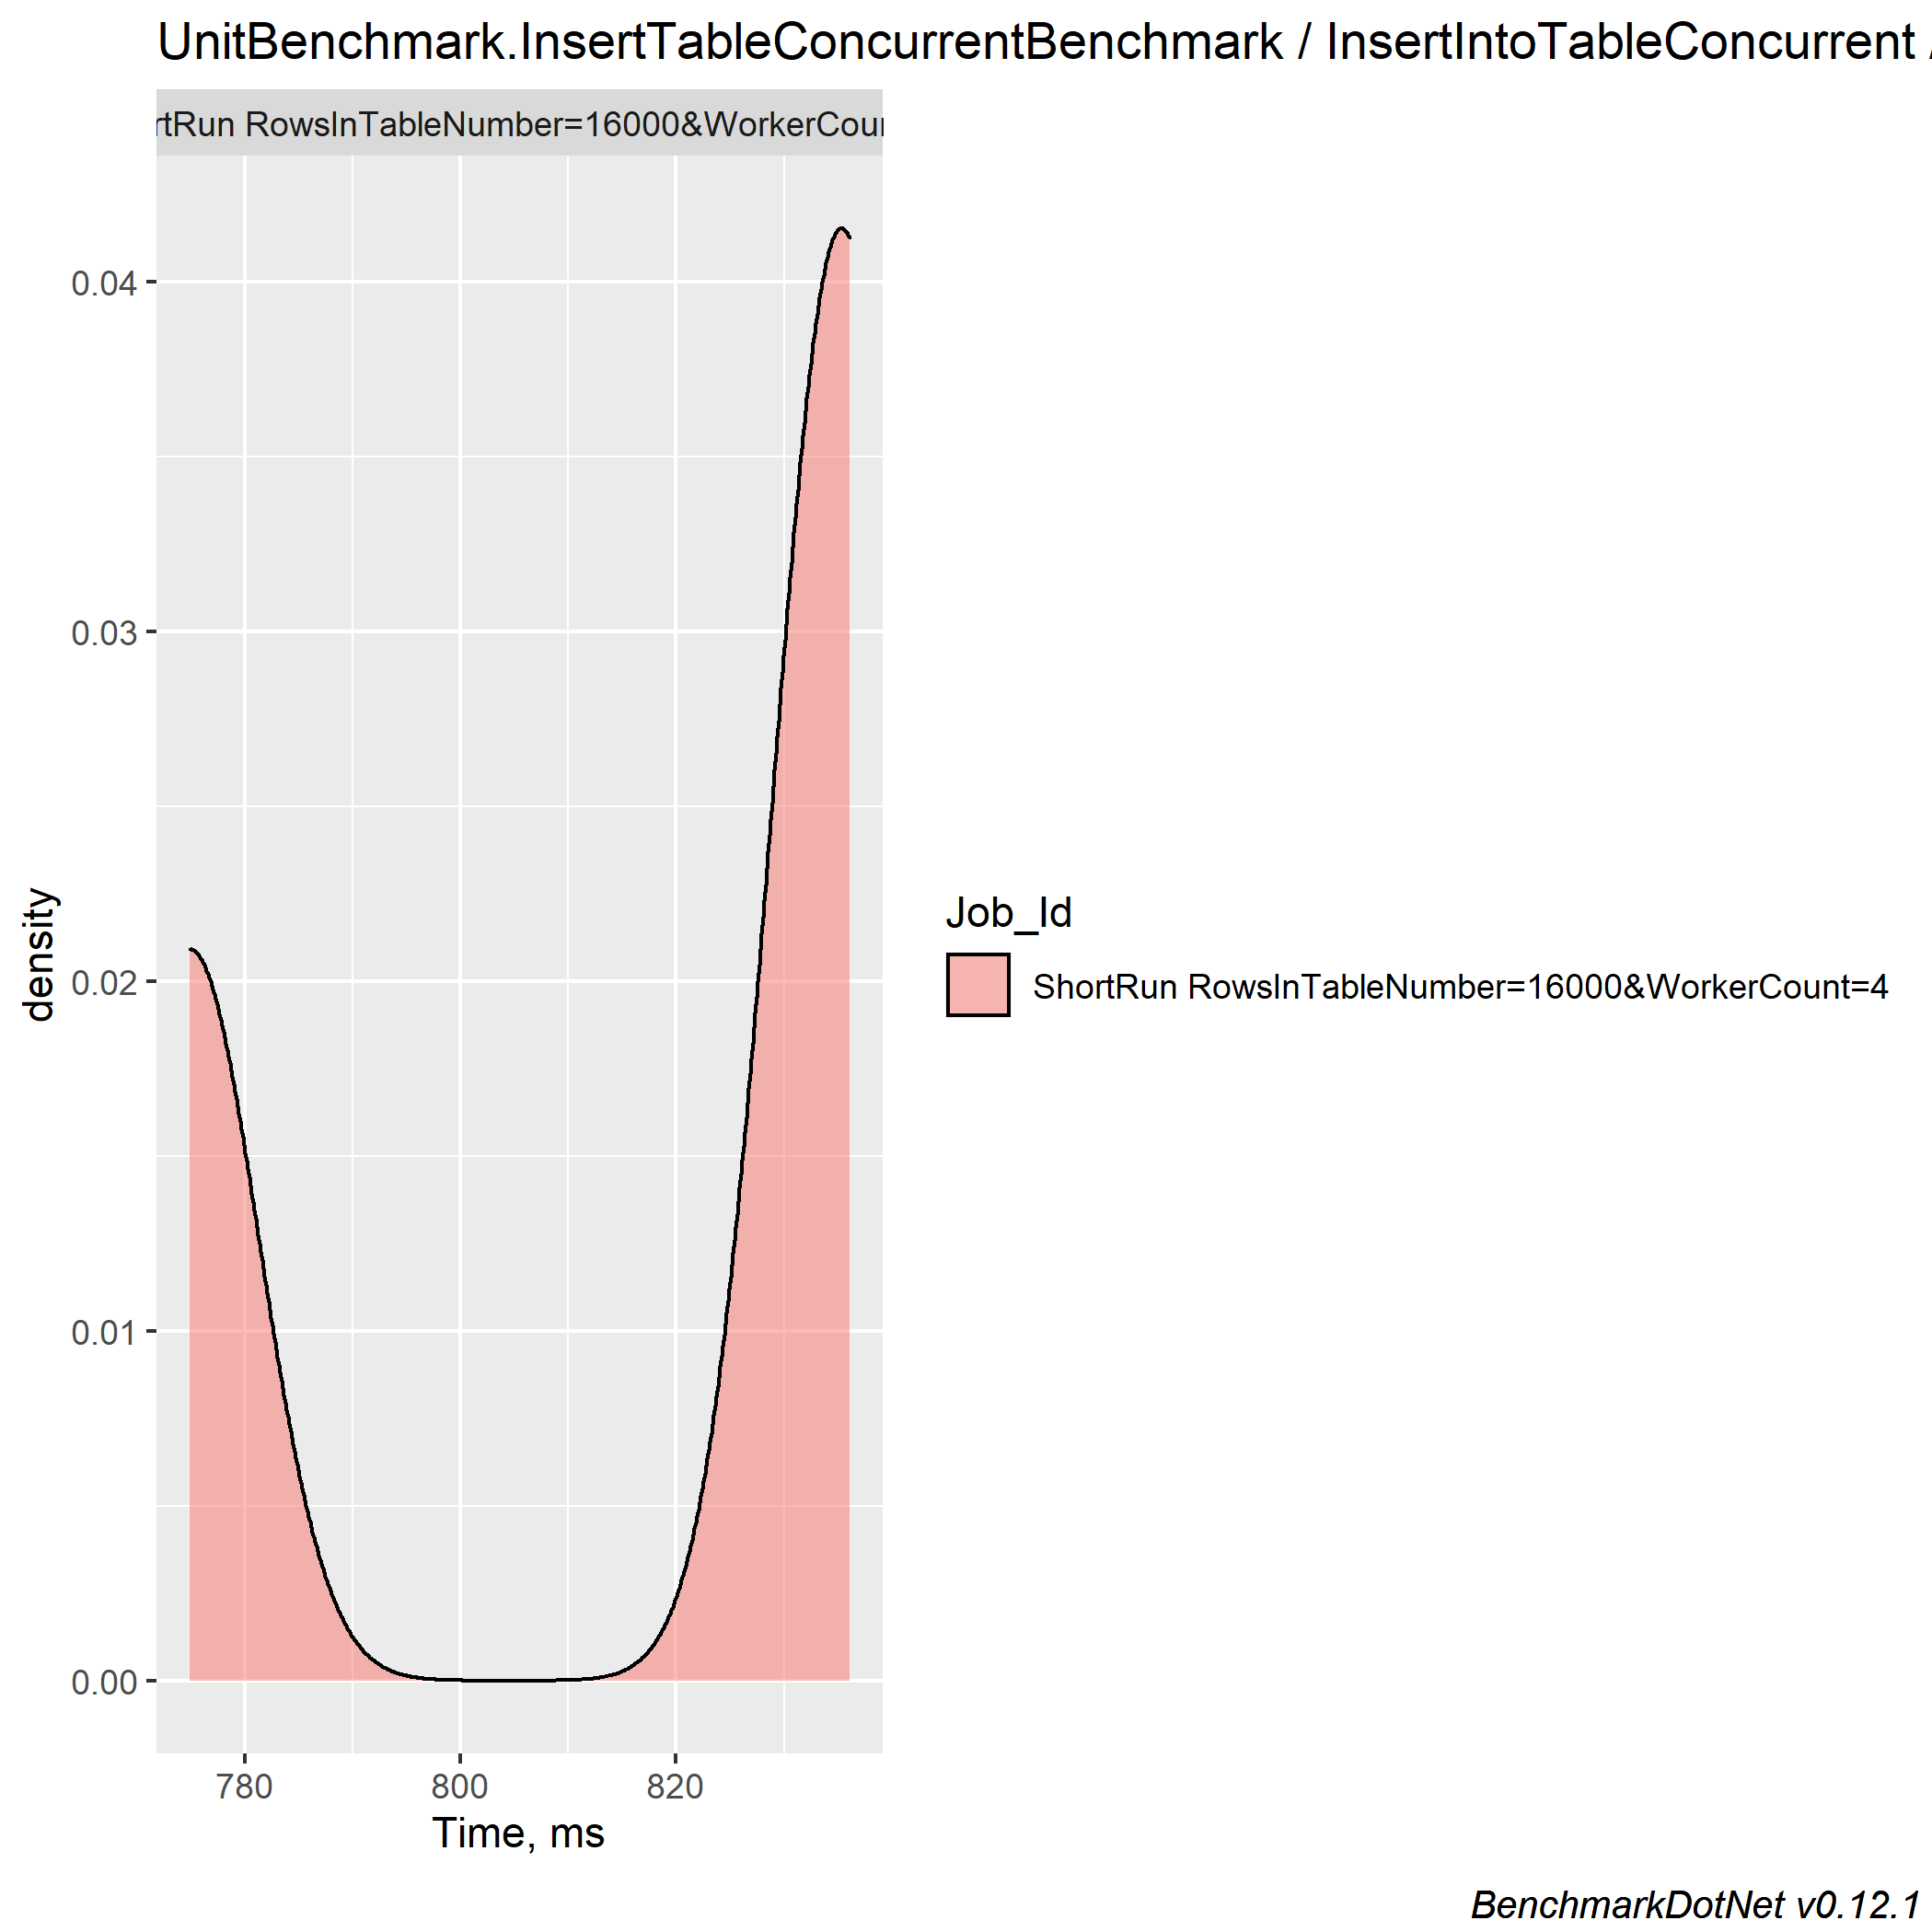 UnitBenchmark.InsertTableConcurrentBenchmark / InsertIntoTableConcurrent /
rtRun RowsInTableNumber=16000&WorkerCour
0.04
0.03
0.02
0.01
0.00
density
780 800 820
Time, ms
Job_Id
ShortRun RowsInTableNumber=16000&WorkerCount=4
BenchmarkDotNet v0.12.1